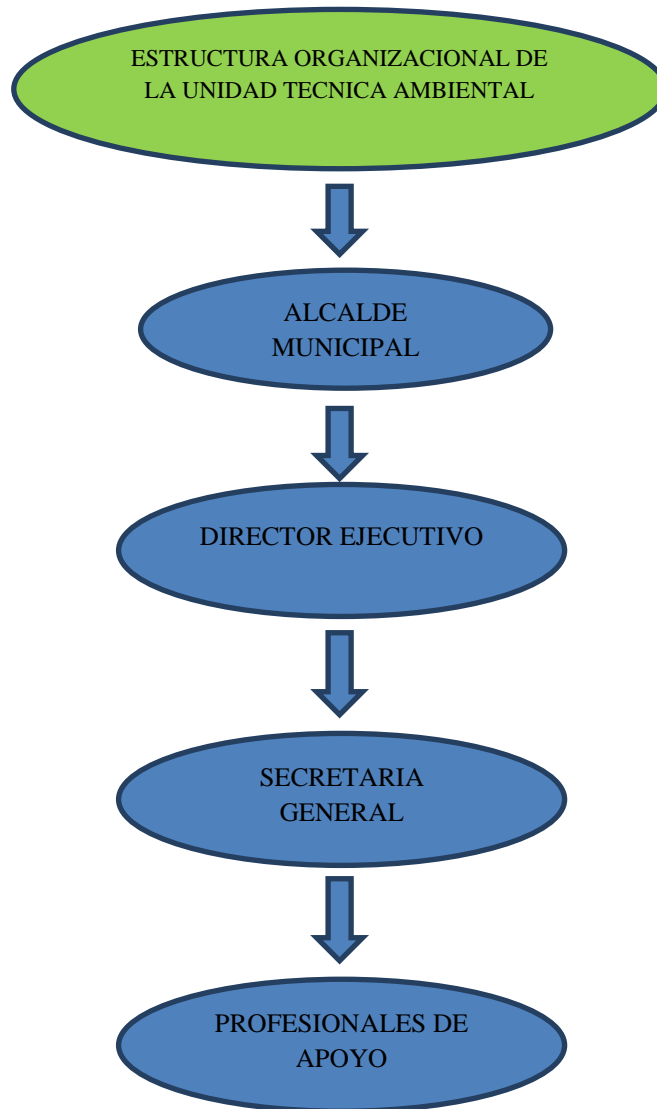 ESTRUCTURA ORGANIZACIONAL DE
LA UNIDAD TECNICA AMBIENTAL
ALCALDE
MUNICIPAL
DIRECTOR EJECUTIVO
SECRETARIA
GENERAL
PROFESIONALES DE
APOYO